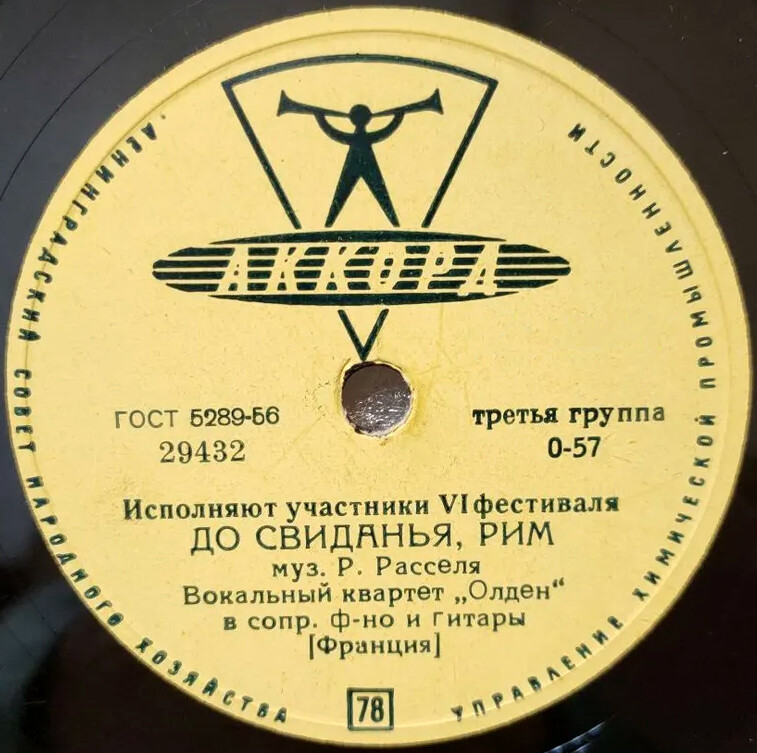 ЛЕНИНГРАДСКИЙ СОВЕТ НАРОДНОГО ХОЗЯЙСТВА
УПРАВЛЕНИЕ ХИМИЧЕСКОЙ ПРОМЫШЛЕННОСТИ
АККОРД
ГОСТ 5289-56
29432
третья группа
0-57
Исполняют участники VI фестиваля
ДО СВИДАНЬЯ, РИМ
муз. Р. Расселя
Вокальный квартет „Олден“
в сопр. ф-но и гитары
[Франция]
78